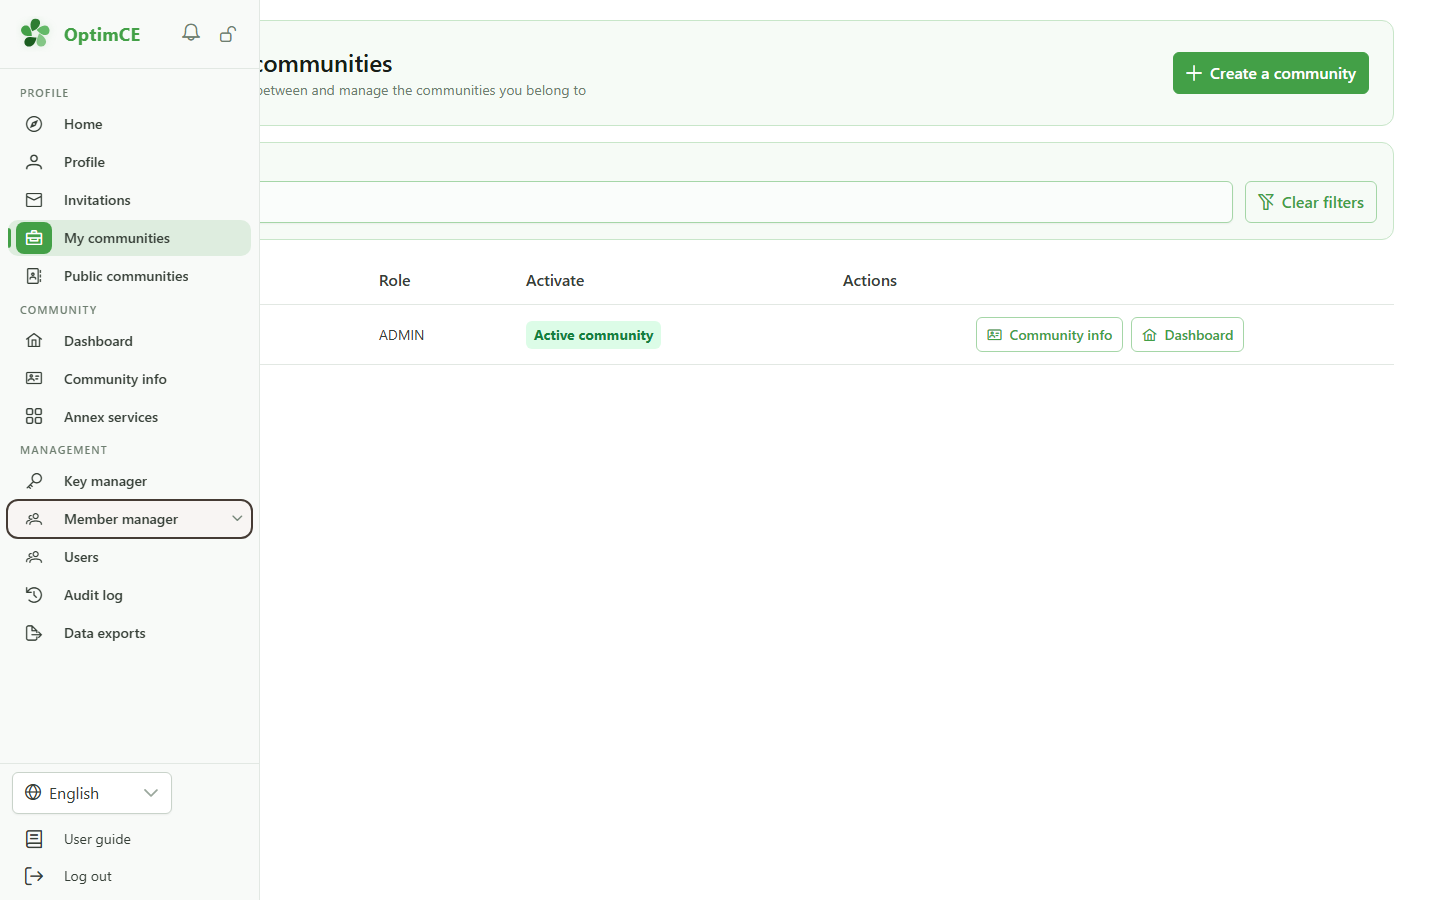 OptimCE
PROFILE
Home
Profile
Invitations
My communities
Public communities
COMMUNITY
Dashboard
Community info
Annex services
MANAGEMENT
Key manager
Member manager
Users
Audit log
Data exports
English
User guide
Log out
communities
between and manage the communities you belong to
Create a community
Clear filters
Role Activate Actions
ADMIN Active community Community info Dashboard